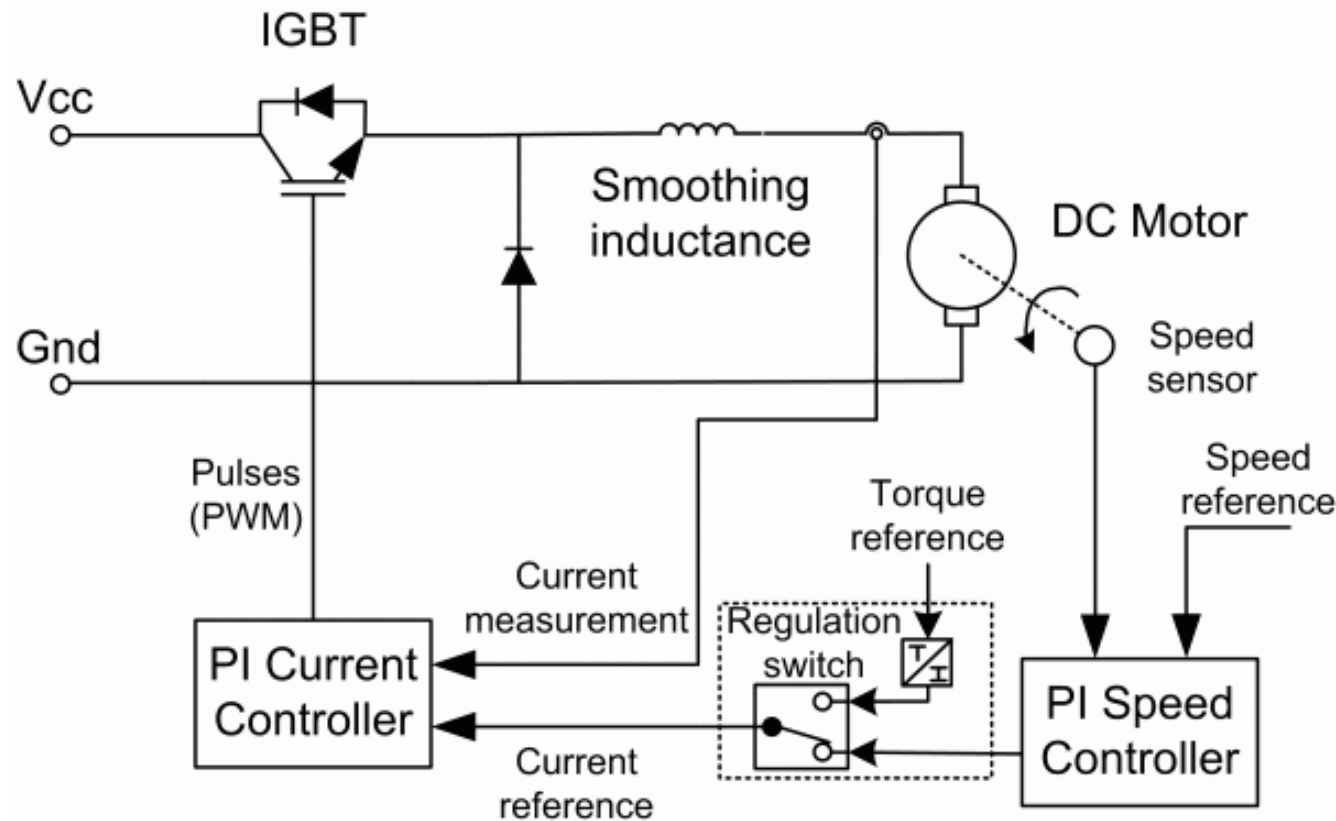 IGBT
Vcc
Smoothing
inductance
DC Motor
Gnd
Speed
sensor
Pulses
(PWM)
Speed
reference
Torque
reference
Current
measurement
Regulation
switch
T
I
PI Current
Controller
PI Speed
Controller
Current
reference